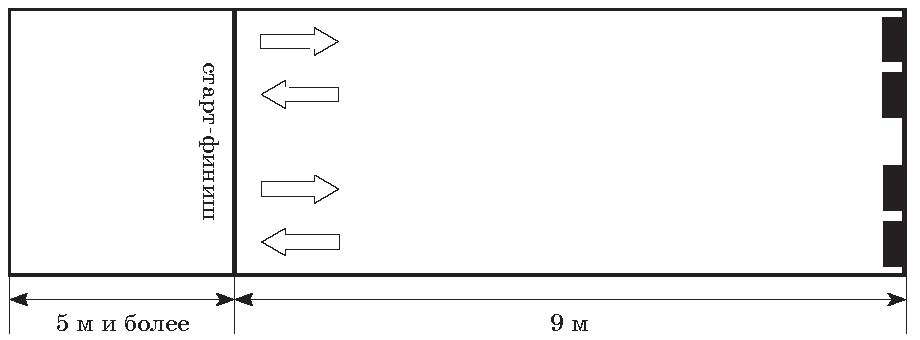 старт-финиш
5 м и более
9 м